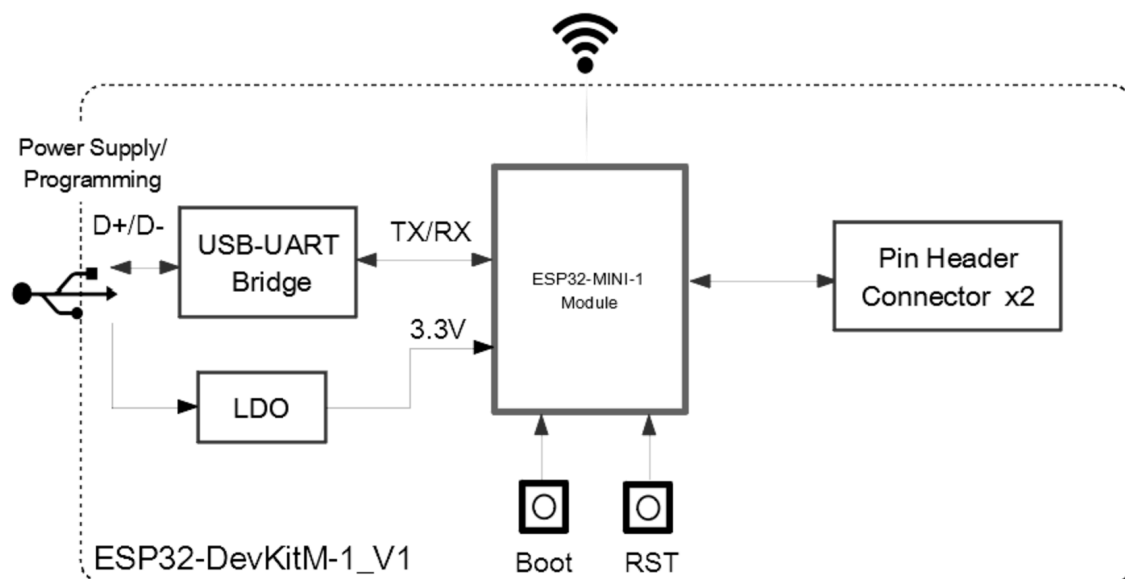 Power Supply/
Programming
D+/D-
USB-UART
Bridge
TX/RX
ESP32-MINI-1
Module
Pin Header
Connector x2
3.3V
LDO
Boot
RST
ESP32-DevKitM-1_V1